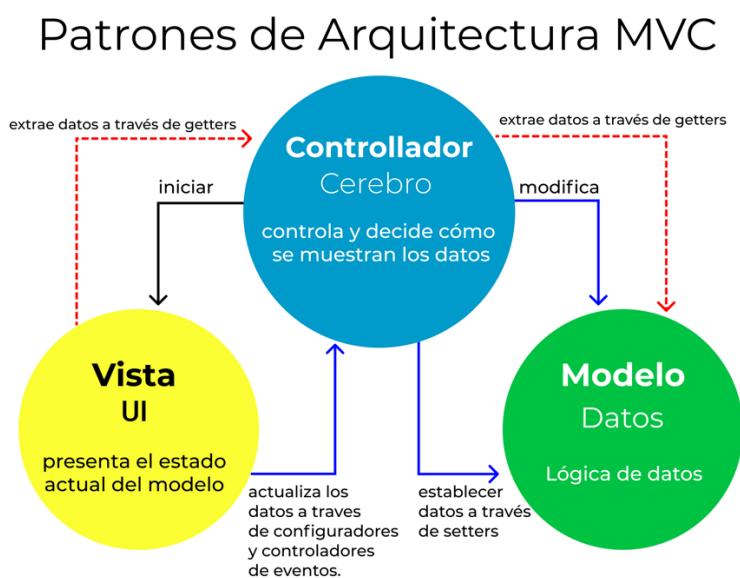 Patrones de Arquitectura MVC
extrae datos a través de getters
extrae datos a través de getters
Controllador
Cerebro
controla y decide cómo
se muestran los datos
iniciar
modifica
Vista
UI
presenta el estado
actual del modelo
Modelo
Datos
Lógica de datos
actualiza los
datos a traves
de configuradores
y controladores
de eventos.
establecer
datos a través
de setters